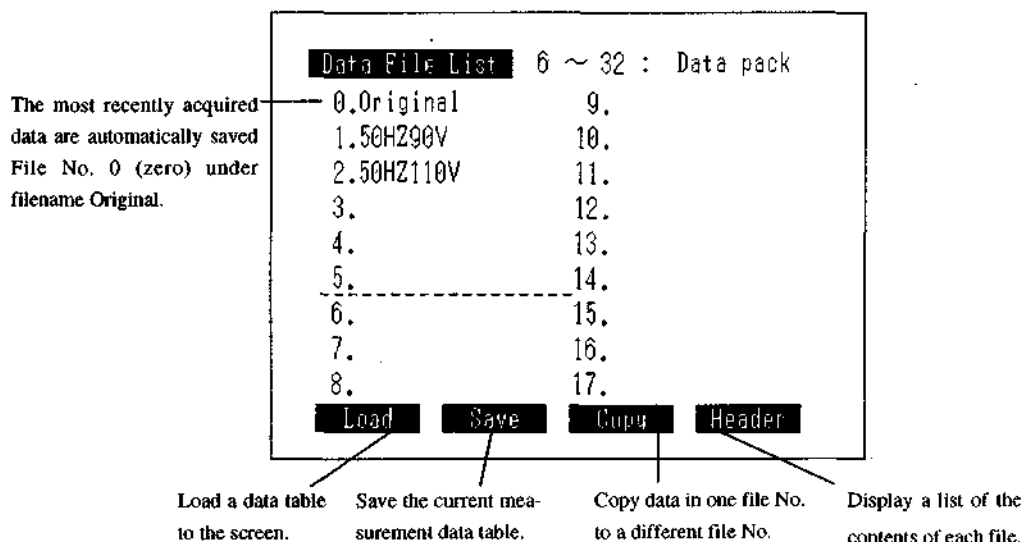 Data File List 6 ~ 32 : Data pack
The most recently acquired
data are automatically saved
File No. 0 (zero) under
filename Original.
0.Original
1.50HZ90V
2.50HZ110V
3.
4.
5.
6.
7.
8.
9.
10.
11.
12.
13.
14.
15.
16.
17.
Load Save Copy Header
Load a data table
to the screen.
Save the current mea-
surement data table.
Copy data in one file No.
to a different file No.
Display a list of the
contents of each file.